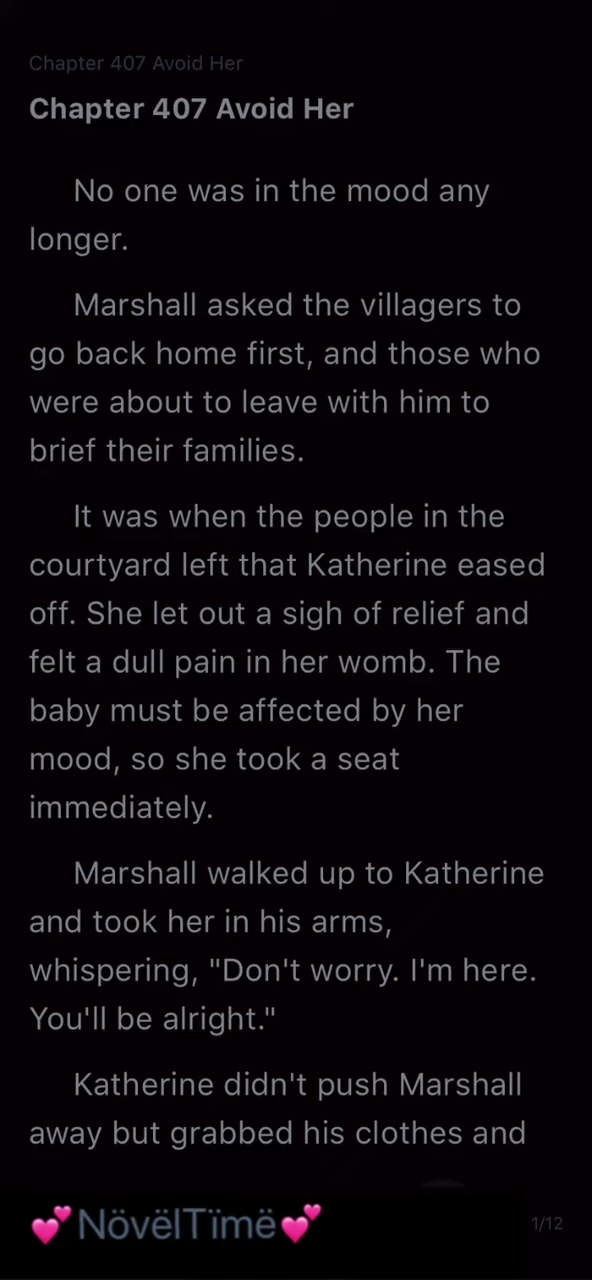 Chapter 407 Avoid Her
Chapter 407 Avoid Her
No one was in the mood any
longer.
Marshall asked the villagers to
go back home first, and those who
were about to leave with him to
brief their families.
It was when the people in the
courtyard left that Katherine eased
off. She let out a sigh of relief and
felt a dull pain in her womb. The
baby must be affected by her
mood, so she took a seat
immediately.
Marshall walked up to Katherine
and took her in his arms,
whispering, "Don't worry. I'm here.
You'll be alright."
Katherine didn't push Marshall
away but grabbed his clothes and
💕NövëlTïmë💕
1/12